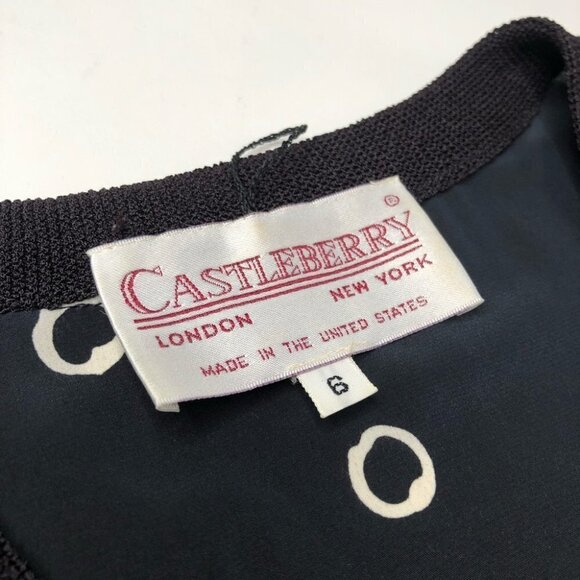 CASTLEBERRY ®
LONDON NEW YORK
MADE IN THE UNITED STATES
6